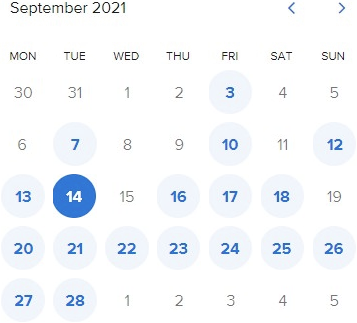 September 2021
MON TUE WED THU FRI SAT SUN
30 31 1 2 3 4 5
6 7 8 9 10 11 12
13 14 15 16 17 18 19
20 21 22 23 24 25 26
27 28 1 2 3 4 5